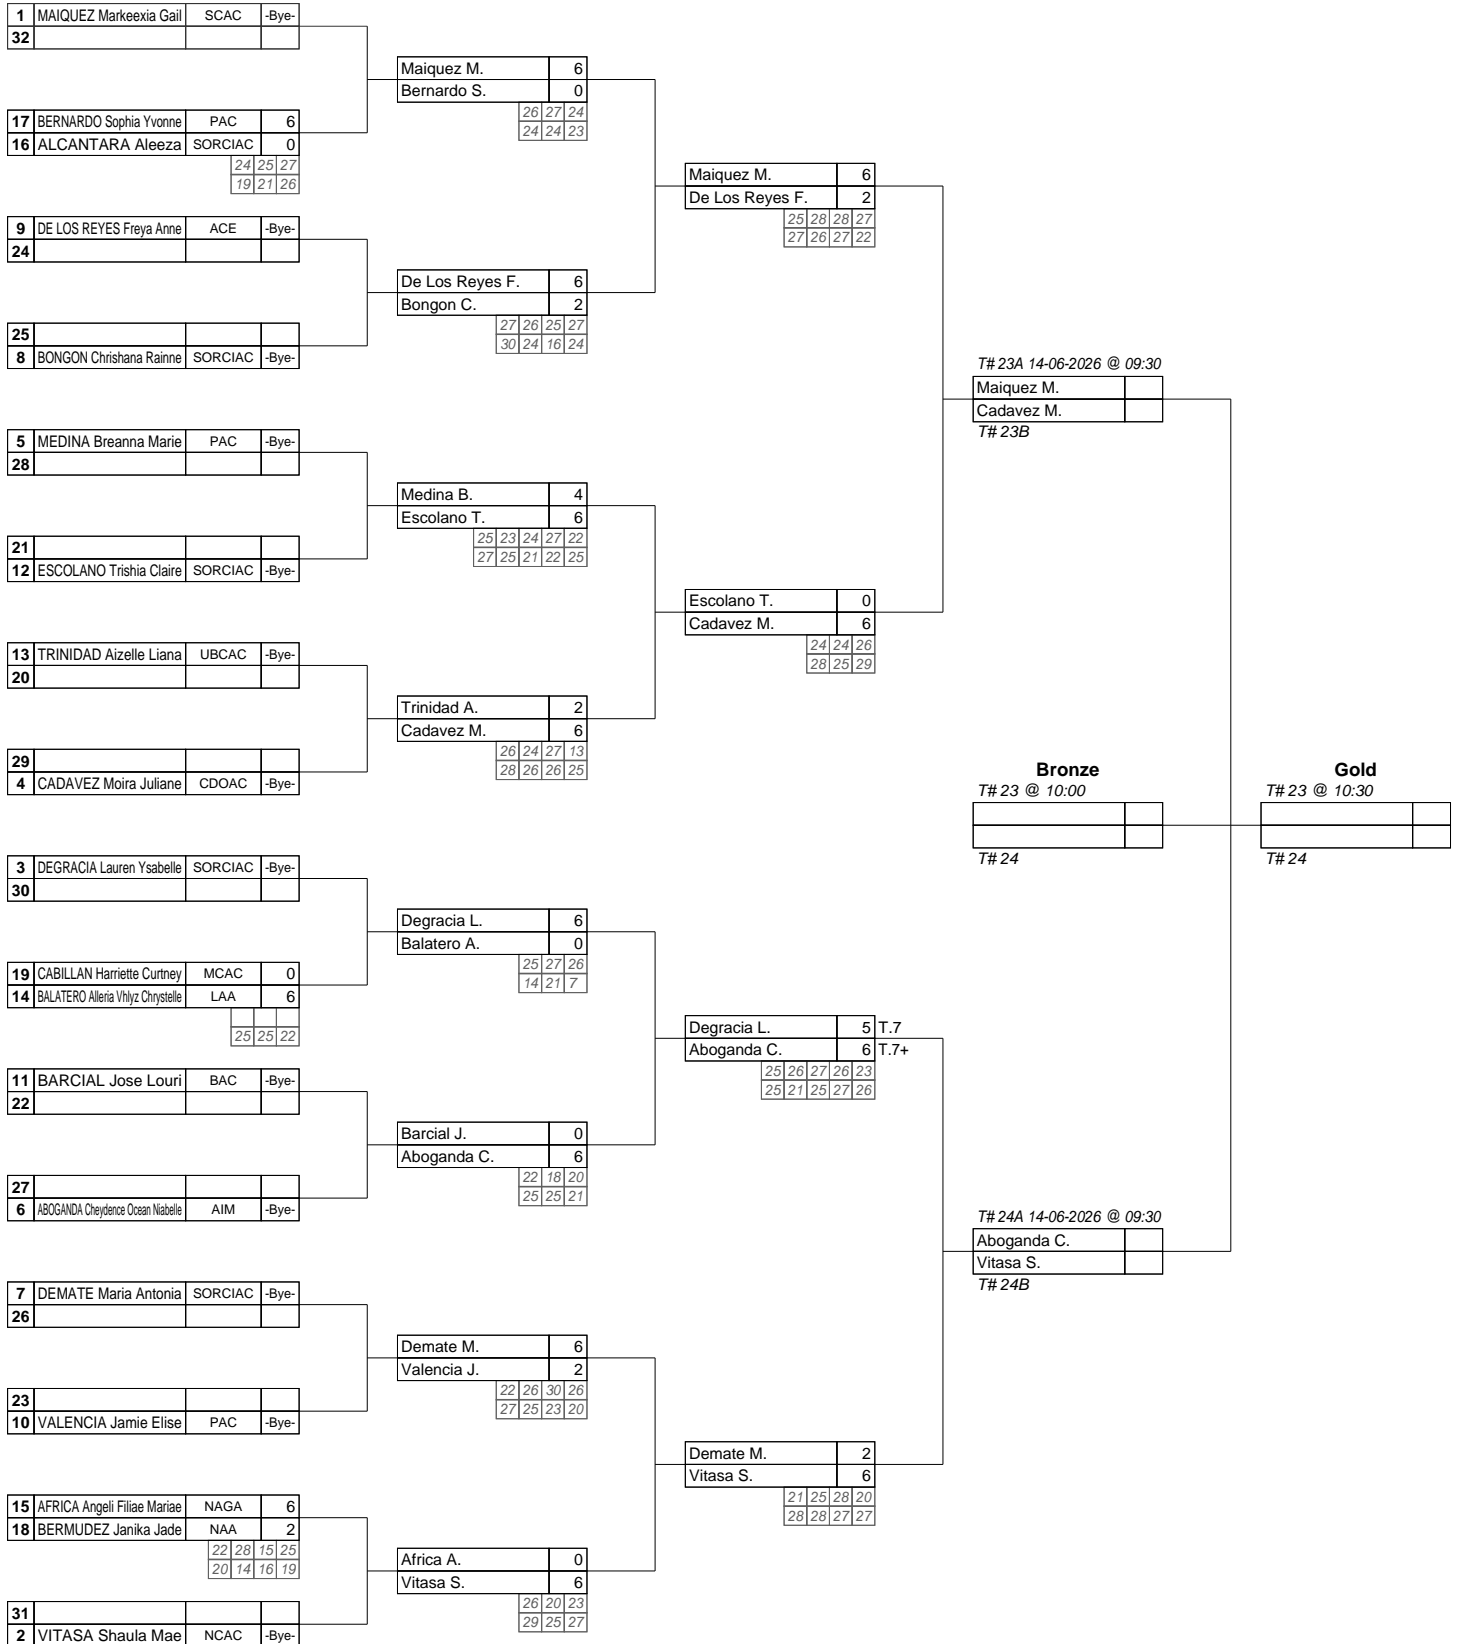 1 MAIQUEZ Markeexia Gail SCAC -Bye-
32
Maiquez M. 6
Bernardo S. 0
26 27 24
24 24 23
17 BERNARDO Sophia Yvonne PAC 6
16 ALCANTARA Aleeza SORCIAC 0
24 25 27
19 21 26
Maiquez M. 6
De Los Reyes F. 2
25 28 28 27
27 26 27 22
9 DE LOS REYES Freya Anne ACE -Bye-
24
De Los Reyes F. 6
Bongon C. 2
27 26 25 27
30 24 16 24
25
8 BONGON Chrishana Rainne SORCIAC -Bye-
T# 23A 14-06-2026 @ 09:30
Maiquez M.
Cadavez M.
T# 23B
5 MEDINA Breanna Marie PAC -Bye-
28
Medina B. 4
Escolano T. 6
25 23 24 27 22
27 25 21 22 25
21
12 ESCOLANO Trishia Claire SORCIAC -Bye-
Escolano T. 0
Cadavez M. 6
24 24 26
28 25 29
13 TRINIDAD Aizelle Liana UBCAC -Bye-
20
Trinidad A. 2
Cadavez M. 6
26 24 27 13
28 26 26 25
29
4 CADAVEZ Moira Juliane CDOAC -Bye-
Bronze
T# 23 @ 10:00
T# 24
Gold
T# 23 @ 10:30
T# 24
3 DEGRACIA Lauren Ysabelle SORCIAC -Bye-
30
Degracia L. 6
Balatero A. 0
25 27 26
14 21 7
19 CABILLAN Harriette Curtney MCAC 0
14 BALATERO Alleria Vhlyz Chrystelle LAA 6
25 25 22
Degracia L. 5 T.7
Aboganda C. 6 T.7+
25 26 27 26 23
25 21 25 27 26
11 BARCIAL Jose Louri BAC -Bye-
22
Barcial J. 0
Aboganda C. 6
22 18 20
25 25 21
27
6 ABOGANDA Cheydence Ocean Niabelle AIM -Bye-
T# 24A 14-06-2026 @ 09:30
Aboganda C.
Vitasa S.
T# 24B
7 DEMATE Maria Antonia SORCIAC -Bye-
26
Demate M. 6
Valencia J. 2
22 26 30 26
27 25 23 20
23
10 VALENCIA Jamie Elise PAC -Bye-
Demate M. 2
Vitasa S. 6
21 25 28 20
28 28 27 27
15 AFRICA Angeli Filiae Mariae NAGA 6
18 BERMUDEZ Janika Jade NAA 2
22 28 15 25
20 14 16 19
Africa A. 0
Vitasa S. 6
26 20 23
29 25 27
31
2 VITASA Shaula Mae NCAC -Bye-